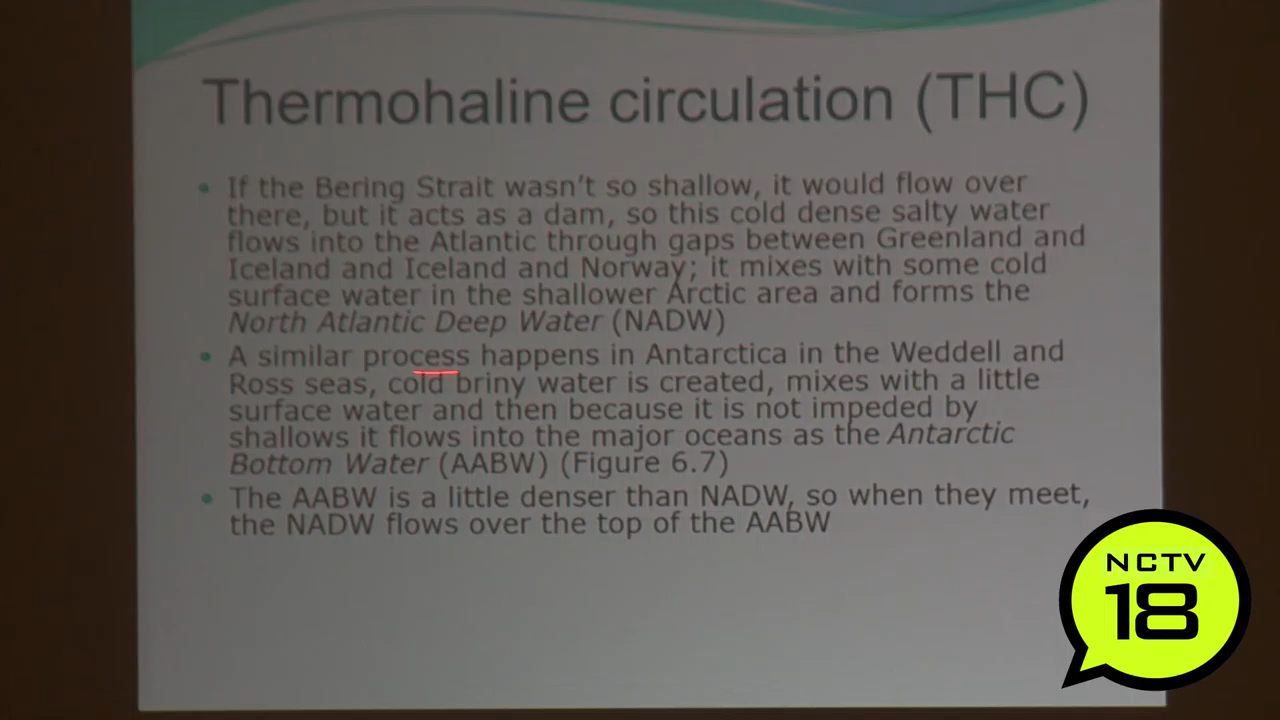 Thermohaline circulation (THC)
• If the Bering Strait wasn't so shallow, it would flow over
there, but it acts as a dam, so this cold dense salty water
flows into the Atlantic through gaps between Greenland and
Iceland and Iceland and Norway; it mixes with some cold
surface water in the shallower Arctic area and forms the
North Atlantic Deep Water (NADW)
• A similar process happens in Antarctica in the Weddell and
Ross seas, cold briny water is created, mixes with a little
surface water and then because it is not impeded by
shallows it flows into the major oceans as the Antarctic
Bottom Water (AABW) (Figure 6.7)
• The AABW is a little denser than NADW, so when they meet,
the NADW flows over the top of the AABW
NCTV
18